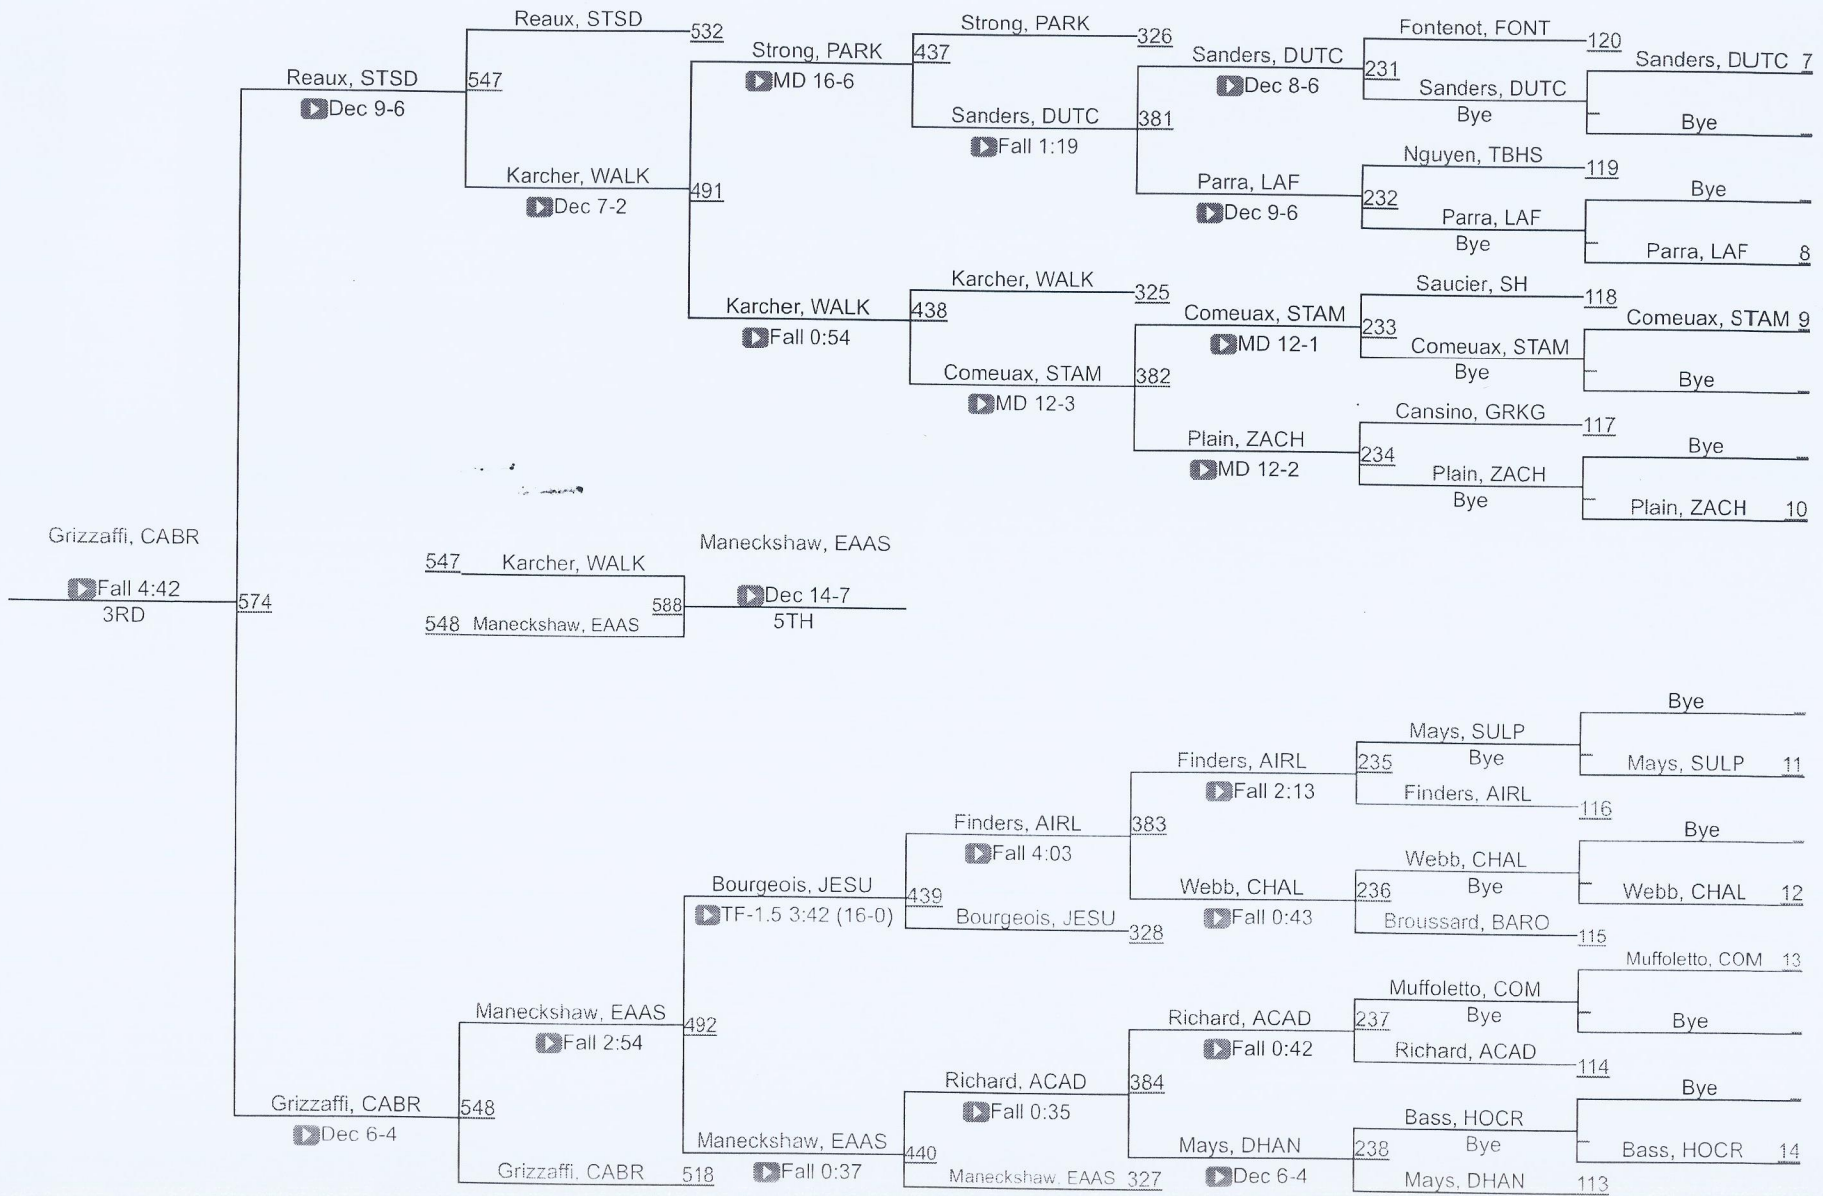 Reaux, STSD
532
Strong, PARK
326
Fontenot, FONT
120
Sanders, DUTC 7
Strong, PARK
MD 16-6
437
Sanders, DUTC
Dec 8-6
231
Sanders, DUTC
Bye
Bye
Reaux, STSD
Dec 9-6
547
Sanders, DUTC
Fall 1:19
381
Nguyen, TBHS
119
Bye
Karcher, WALK
Dec 7-2
491
Parra, LAF
Dec 9-6
232
Parra, LAF
Bye
Parra, LAF 8
Karcher, WALK
325
Saucier, SH
118
Comeuax, STAM 9
Karcher, WALK
Fall 0:54
438
Comeuax, STAM
MD 12-1
233
Comeuax, STAM
Bye
Bye
Comeuax, STAM
MD 12-3
382
Cansino, GRKG
117
Bye
Plain, ZACH
MD 12-2
234
Plain, ZACH
Bye
Plain, ZACH 10
Grizzaffi, CABR
Fall 4:42
3RD
574
547 Karcher, WALK
548 Maneckshaw, EAAS
588
Maneckshaw, EAAS
Dec 14-7
5TH
Bye
Mays, SULP
Bye
Mays, SULP 11
Finders, AIRL
Fall 2:13
235
Finders, AIRL
116
Finders, AIRL
Fall 4:03
383
Bye
Webb, CHAL
Bye
Webb, CHAL 12
Bourgeois, JESU
TF-1.5 3:42 (16-0)
439
Bourgeois, JESU
328
Webb, CHAL
Fall 0:43
236
Broussard, BARO
115
Muffoletto, COM 13
Muffoletto, COM
Bye
Bye
Maneckshaw, EAAS
Fall 2:54
492
Richard, ACAD
Fall 0:42
237
Richard, ACAD
114
Richard, ACAD
Fall 0:35
384
Bye
Grizzaffi, CABR
Dec 6-4
548
Bass, HOCR
Bye
Bass, HOCR 14
Maneckshaw, EAAS
Fall 0:37
440
Mays, DHAN
Dec 6-4
238
Grizzaffi, CABR
518
Maneckshaw, EAAS 327
Mays, DHAN
113